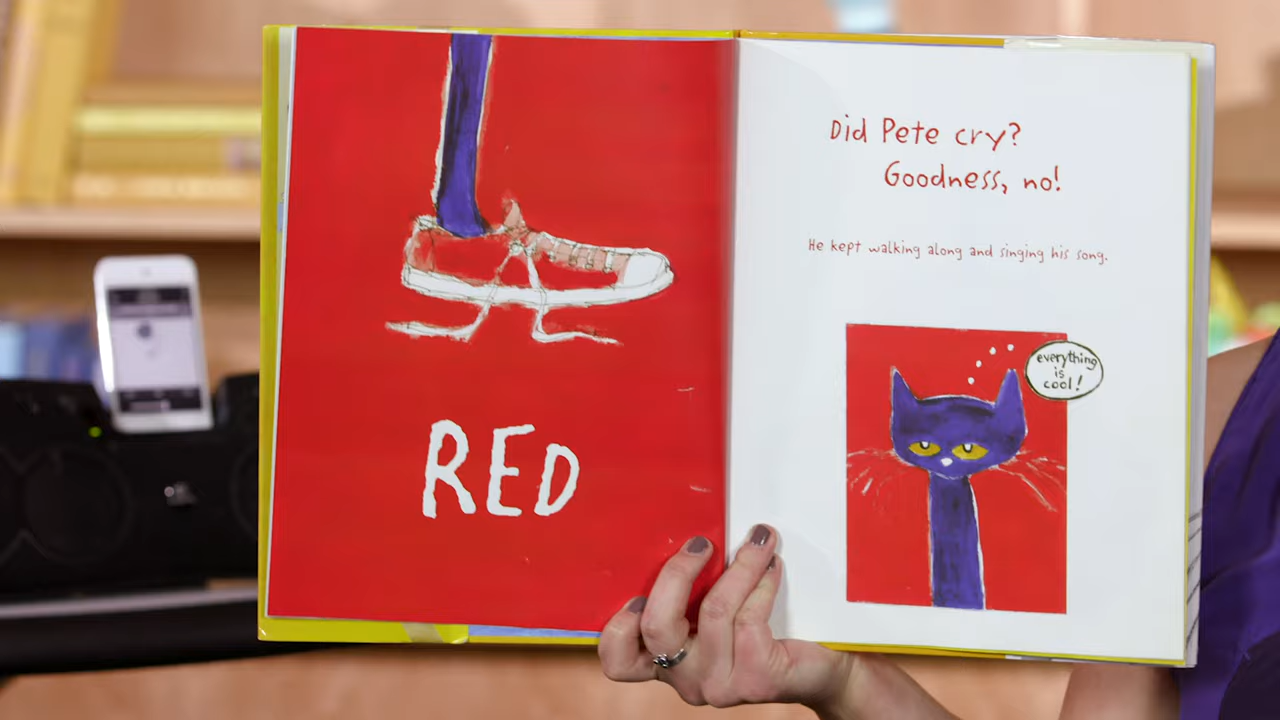 RED
Did Pete cry?
Goodness, no!
He kept walking along and singing his song.
everything
is
cool!